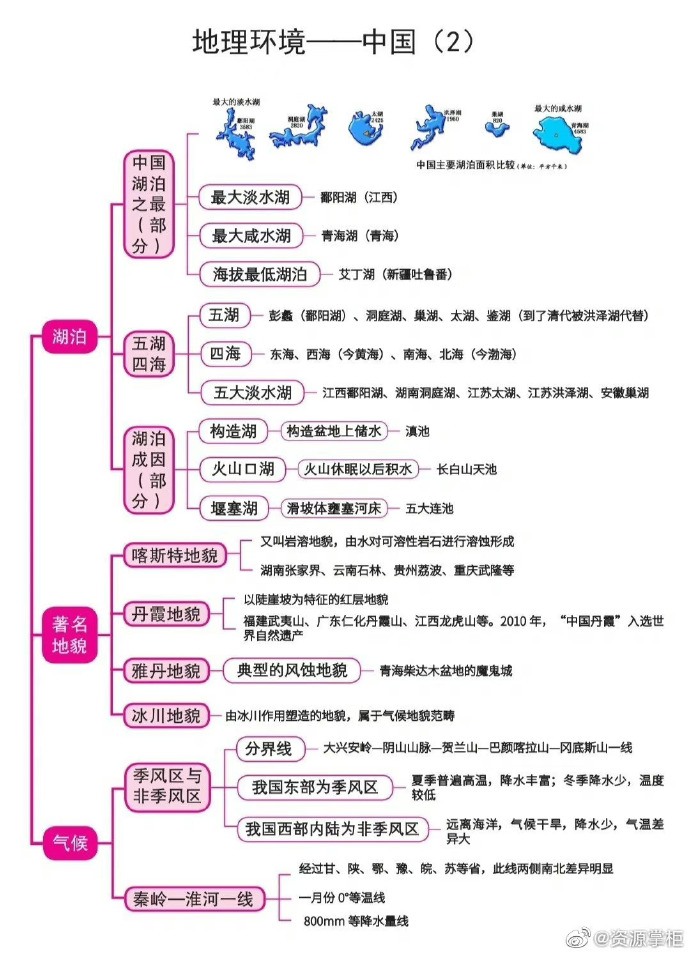 地理环境——中国（2）
最大的淡水湖
最大的咸水湖
鄱阳湖
3583
洞庭湖
2820
太湖
2425
洪泽湖
1960
巢湖
820
青海湖
4583
中国主要湖泊面积比较（单位：平方千米）
湖泊
中国
湖泊
之最
（部
分）
最大淡水湖
鄱阳湖（江西）
最大咸水湖
青海湖（青海）
海拔最低湖泊
艾丁湖（新疆吐鲁番）
五湖
四海
五湖
彭蠡（鄱阳湖）、洞庭湖、巢湖、太湖、鉴湖（到了清代被洪泽湖代替）
四海
东海、西海（今黄海）、南海、北海（今渤海）
五大淡水湖
江西鄱阳湖、湖南洞庭湖、江苏太湖、江苏洪泽湖、安徽巢湖
湖泊
成因
（部
分）
构造湖
构造盆地上储水
滇池
火山口湖
火山休眠以后积水
长白山天池
堰塞湖
滑坡体壅塞河床
五大连池
著名
地貌
喀斯特地貌
又叫岩溶地貌，由水对可溶性岩石进行溶蚀形成
湖南张家界、云南石林、贵州荔波、重庆武隆等
丹霞地貌
以陡崖坡为特征的红层地貌
福建武夷山、广东仁化丹霞山、江西龙虎山等。2010 年，“中国丹霞”入选世
界自然遗产
雅丹地貌
典型的风蚀地貌
青海柴达木盆地的魔鬼城
冰川地貌
由冰川作用塑造的地貌，属于气候地貌范畴
气候
季风区与
非季风区
分界线
大兴安岭—阴山山脉—贺兰山—巴颜喀拉山—冈底斯山一线
我国东部为季风区
夏季普遍高温，降水丰富；冬季降水少，温度
较低
我国西部内陆为非季风区
远离海洋，气候干旱，降水少，气温差
异大
秦岭—淮河一线
经过甘、陕、鄂、豫、皖、苏等省，此线两侧南北差异明显
一月份 0°等温线
800mm 等降水量线
@资源掌柜